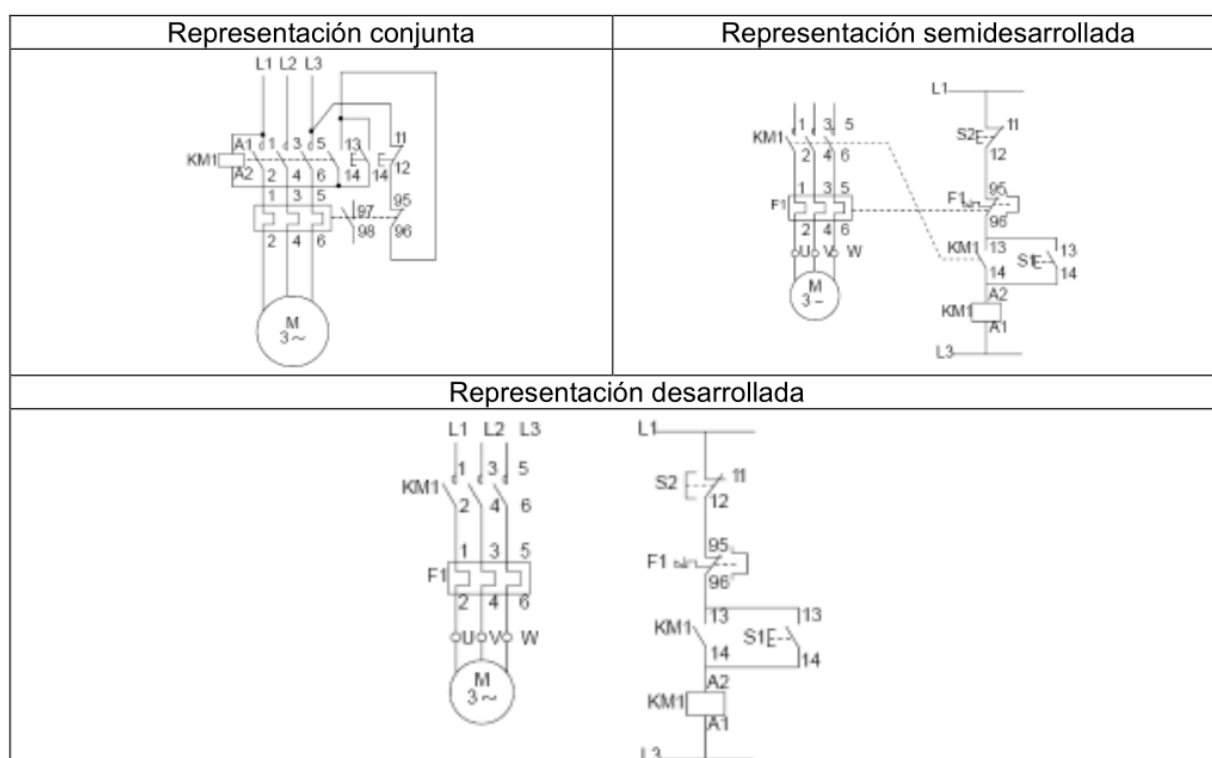 Representación conjunta
L1 L2 L3
A1 1 3 5 13 11
KM1
A2 2 4 6 14 14 12
1 3 5 95
97
98 96
2 4 6
M
3~
Representación semidesarrollada
L1
1 3 5 11
KM1 S2
2 4 6 12
1 3 5 95
F1 F1
2 4 6 96
U V W
KM1 13 13
S1
14 14
M
3~
A2
KM1
A1
L3
Representación desarrollada
L1 L2 L3 L1
1 3 5 S2 11
KM1
2 4 6 12
1 3 5 95
F1 F1
2 4 6 96
13 13
U V W KM1 S1
14 14
M A2
3~ KM1
A1
L3